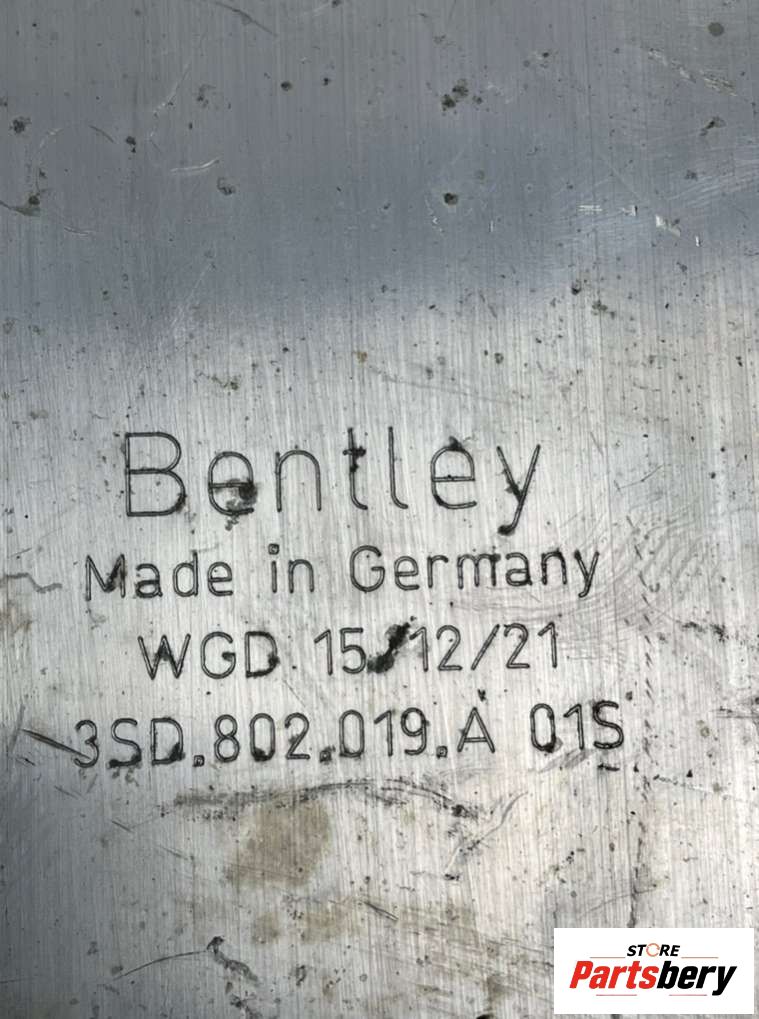 Bentley
Made in Germany
WGD 15/12/21
3SD.802.019.A 01S
STORE
Partsbery